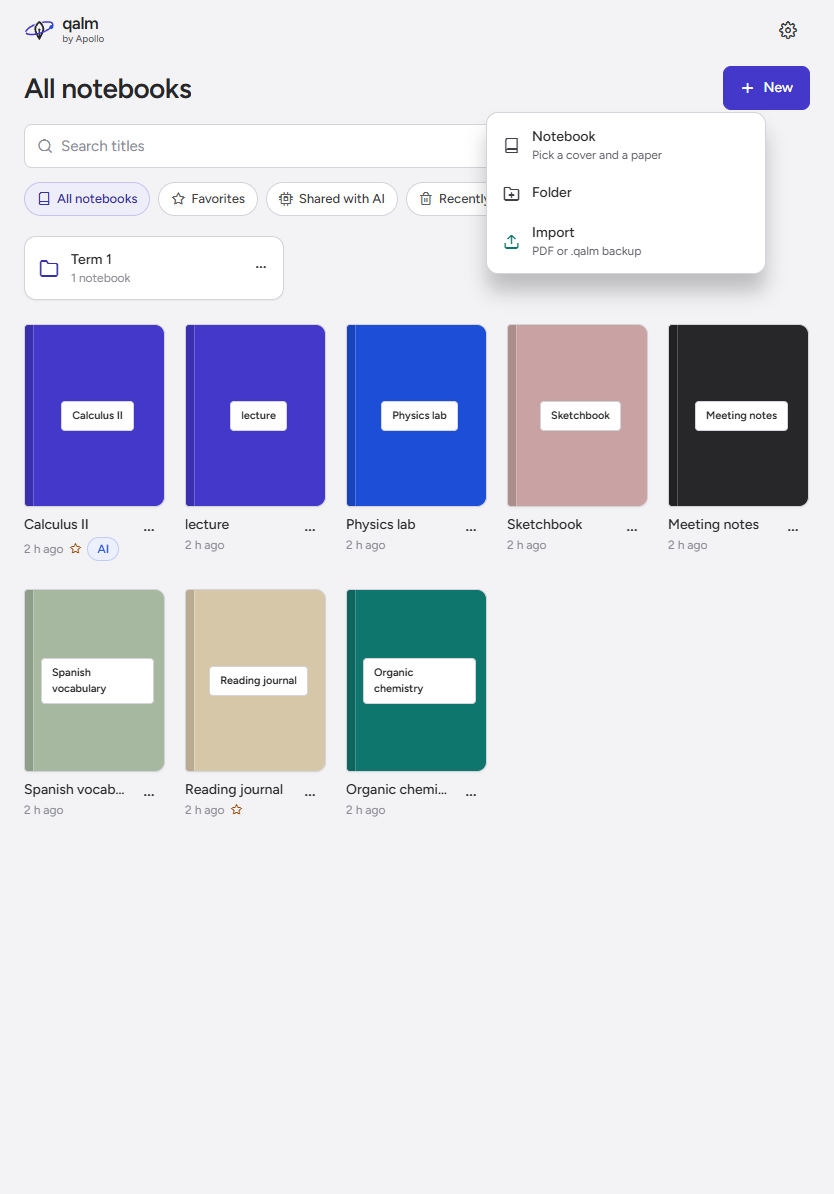 qalm
by Apollo
All notebooks
+ New
Search titles
Notebook
Pick a cover and a paper
Folder
Import
PDF or .qalm backup
All notebooks
Favorites
Shared with AI
Recently
Term 1
1 notebook
...
Calculus II
lecture
Physics lab
Sketchbook
Meeting notes
Calculus II ...
2 h ago AI
lecture ...
2 h ago
Physics lab ...
2 h ago
Sketchbook ...
2 h ago
Meeting notes ...
2 h ago
Spanish
vocabulary
Reading journal
Organic
chemistry
Spanish vocab... ...
2 h ago
Reading journal ...
2 h ago
Organic chemi... ...
2 h ago